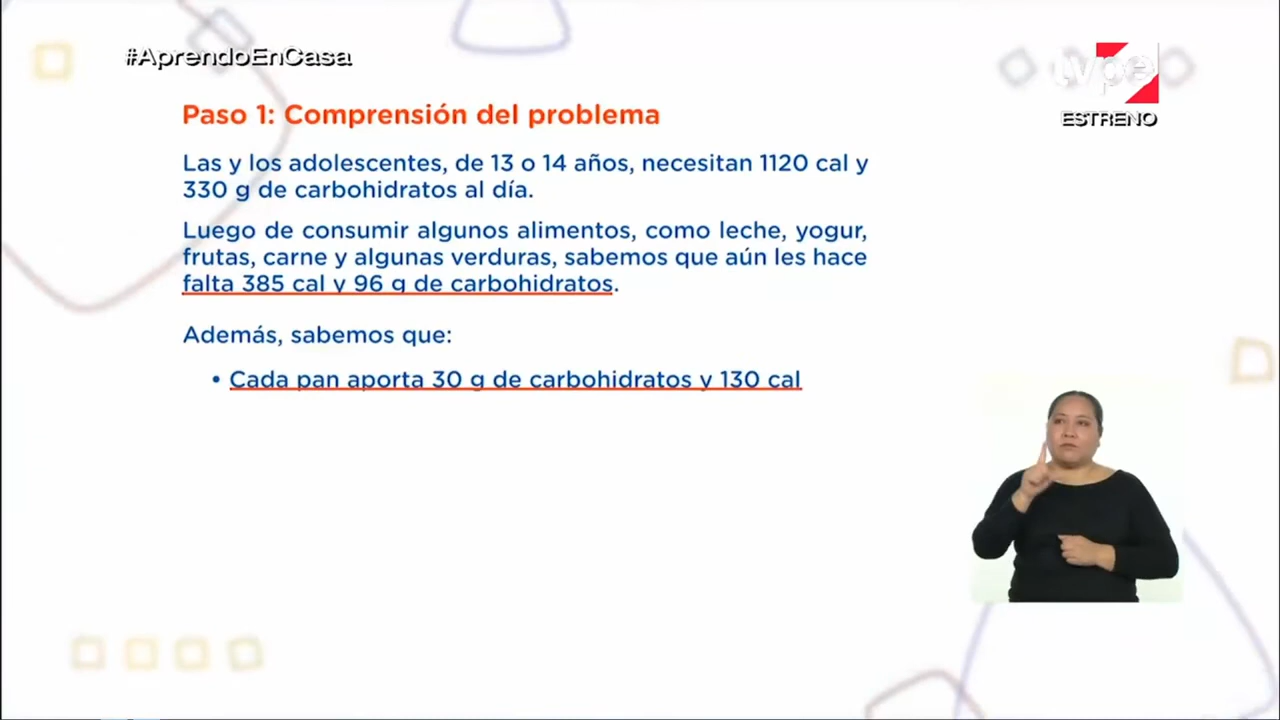 #AprendoEnCasa
tvpe
ESTRENO
Paso 1: Comprensión del problema
Las y los adolescentes, de 13 o 14 años, necesitan 1120 cal y
330 g de carbohidratos al día.
Luego de consumir algunos alimentos, como leche, yogur,
frutas, carne y algunas verduras, sabemos que aún les hace
falta 385 cal y 96 g de carbohidratos.
Además, sabemos que:
• Cada pan aporta 30 g de carbohidratos y 130 cal